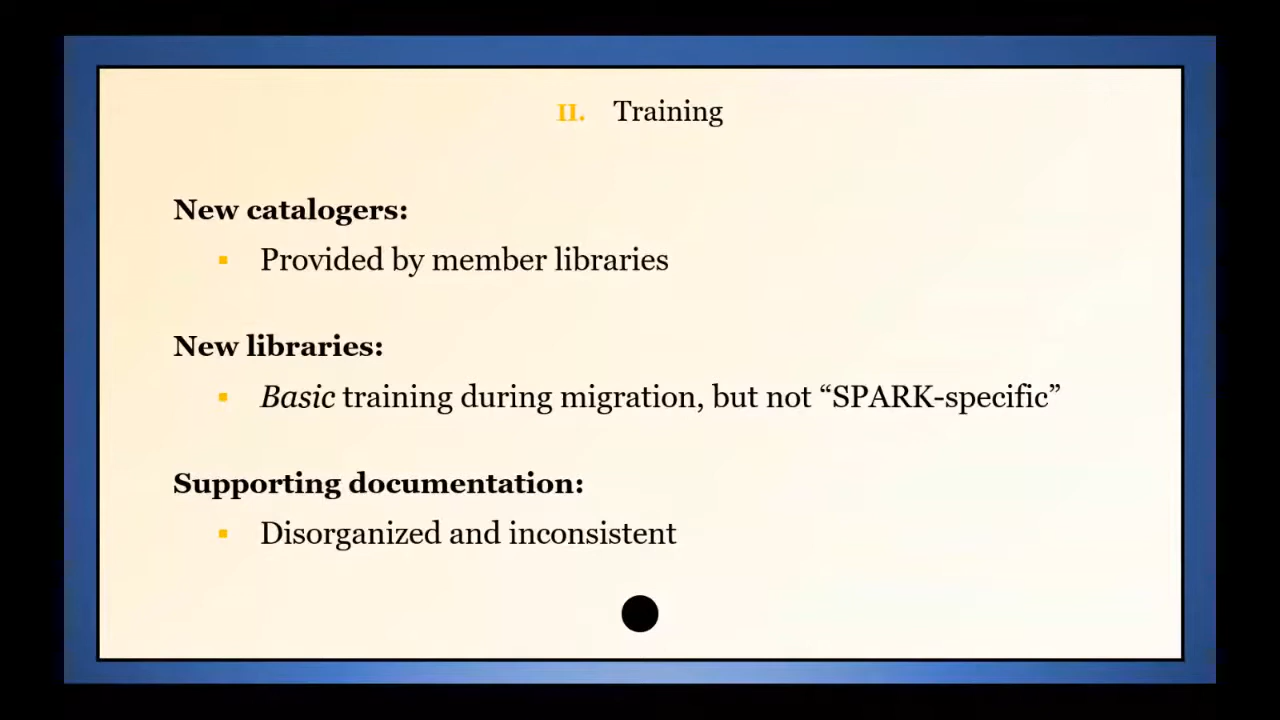 II. Training
New catalogers:
▪ Provided by member libraries
New libraries:
▪ Basic training during migration, but not “SPARK-specific”
Supporting documentation:
▪ Disorganized and inconsistent